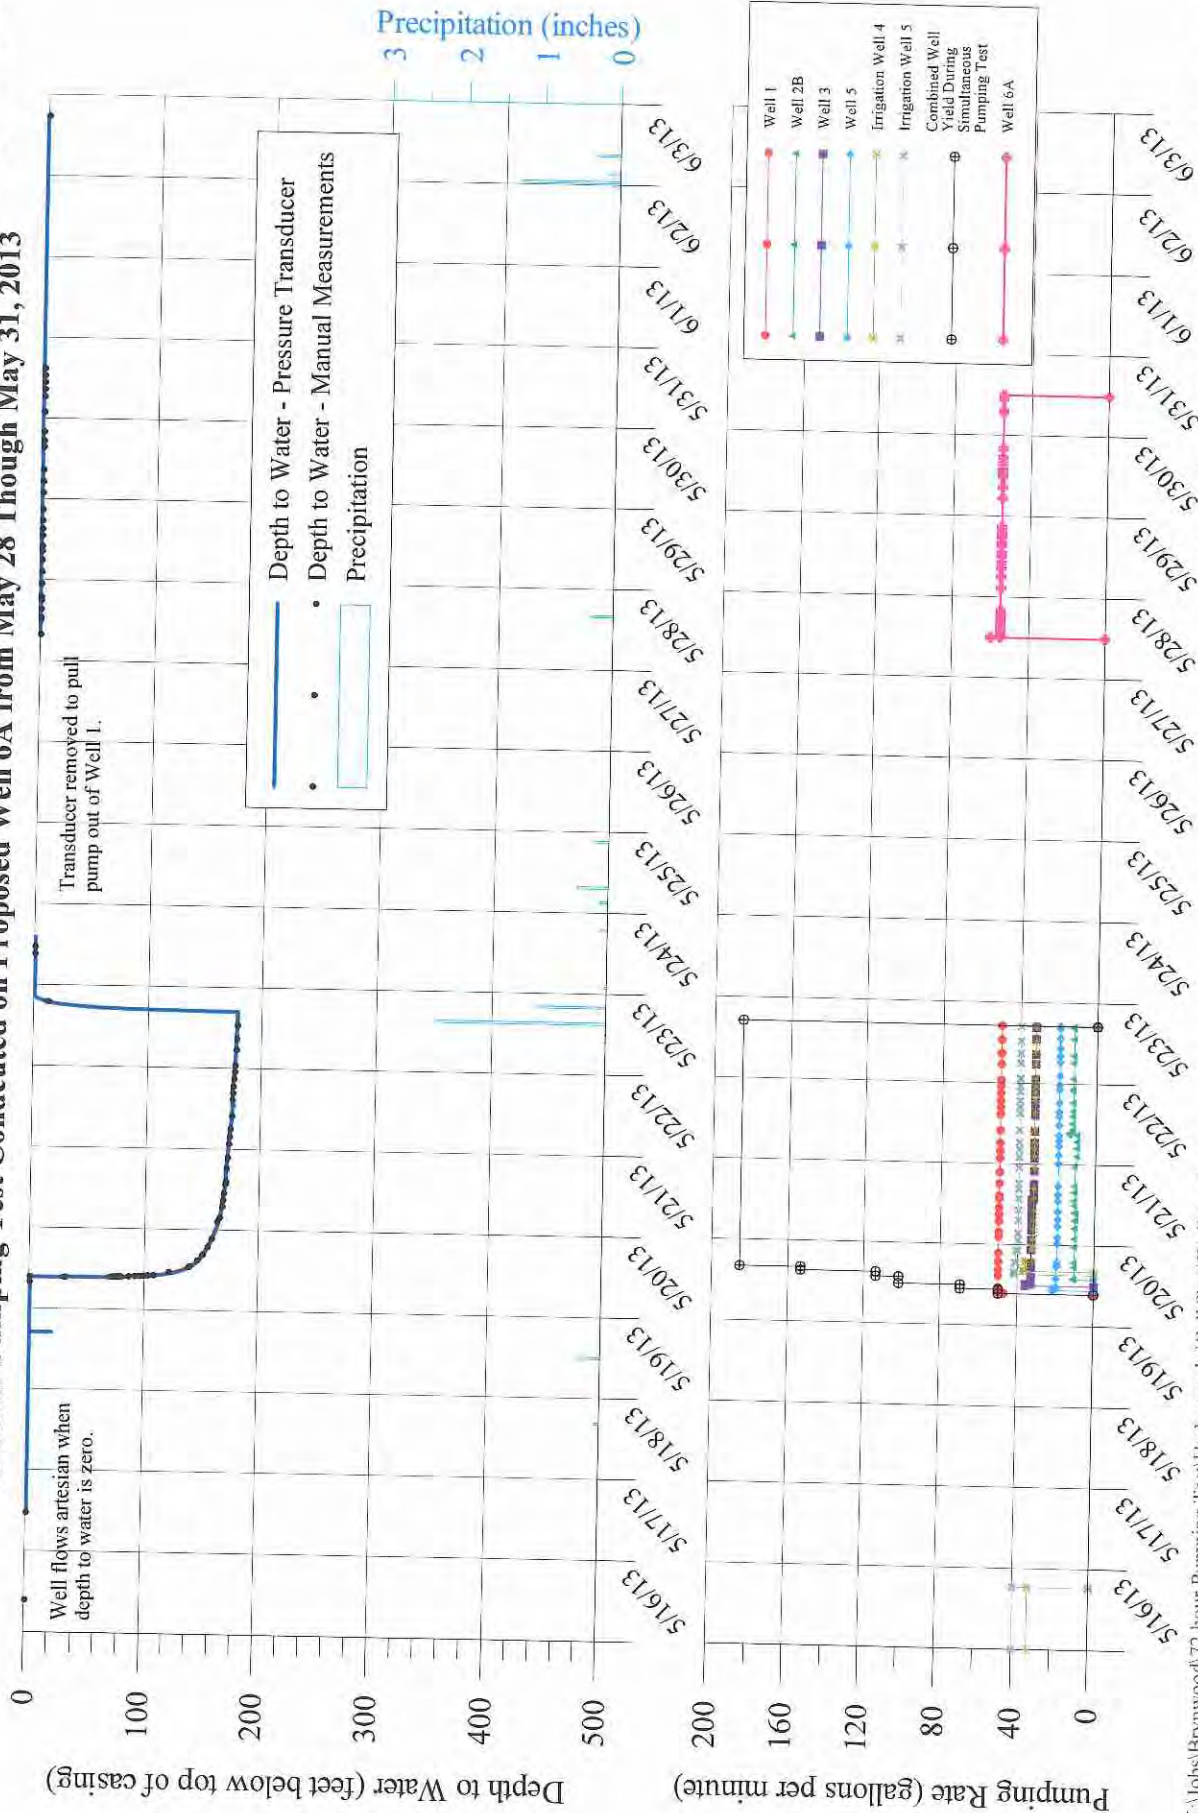 Pumping Test Conducted on Proposed Well 6A from May 28 Though May 31, 2013
Depth to Water (feet below top of casing)
0
100
200
300
400
500
Precipitation (inches)
3
2
1
0
Well flows artesian when
depth to water is zero.
Transducer removed to pull
pump out of Well 1.
Depth to Water - Pressure Transducer
Depth to Water - Manual Measurements
Precipitation
5/16/13
5/17/13
5/18/13
5/19/13
5/20/13
5/21/13
5/22/13
5/23/13
5/24/13
5/25/13
5/26/13
5/27/13
5/28/13
5/29/13
5/30/13
5/31/13
6/1/13
6/2/13
6/3/13
Pumping Rate (gallons per minute)
200
160
120
80
40
0
Well 1
Well 2B
Well 3
Well 5
Irrigation Well 4
Irrigation Well 5
Combined Well
Yield During
Simultaneous
Pumping Test
Well 6A
5/16/13
5/17/13
5/18/13
5/19/13
5/20/13
5/21/13
5/22/13
5/23/13
5/24/13
5/25/13
5/26/13
5/27/13
5/28/13
5/29/13
5/30/13
5/31/13
6/1/13
6/2/13
6/3/13